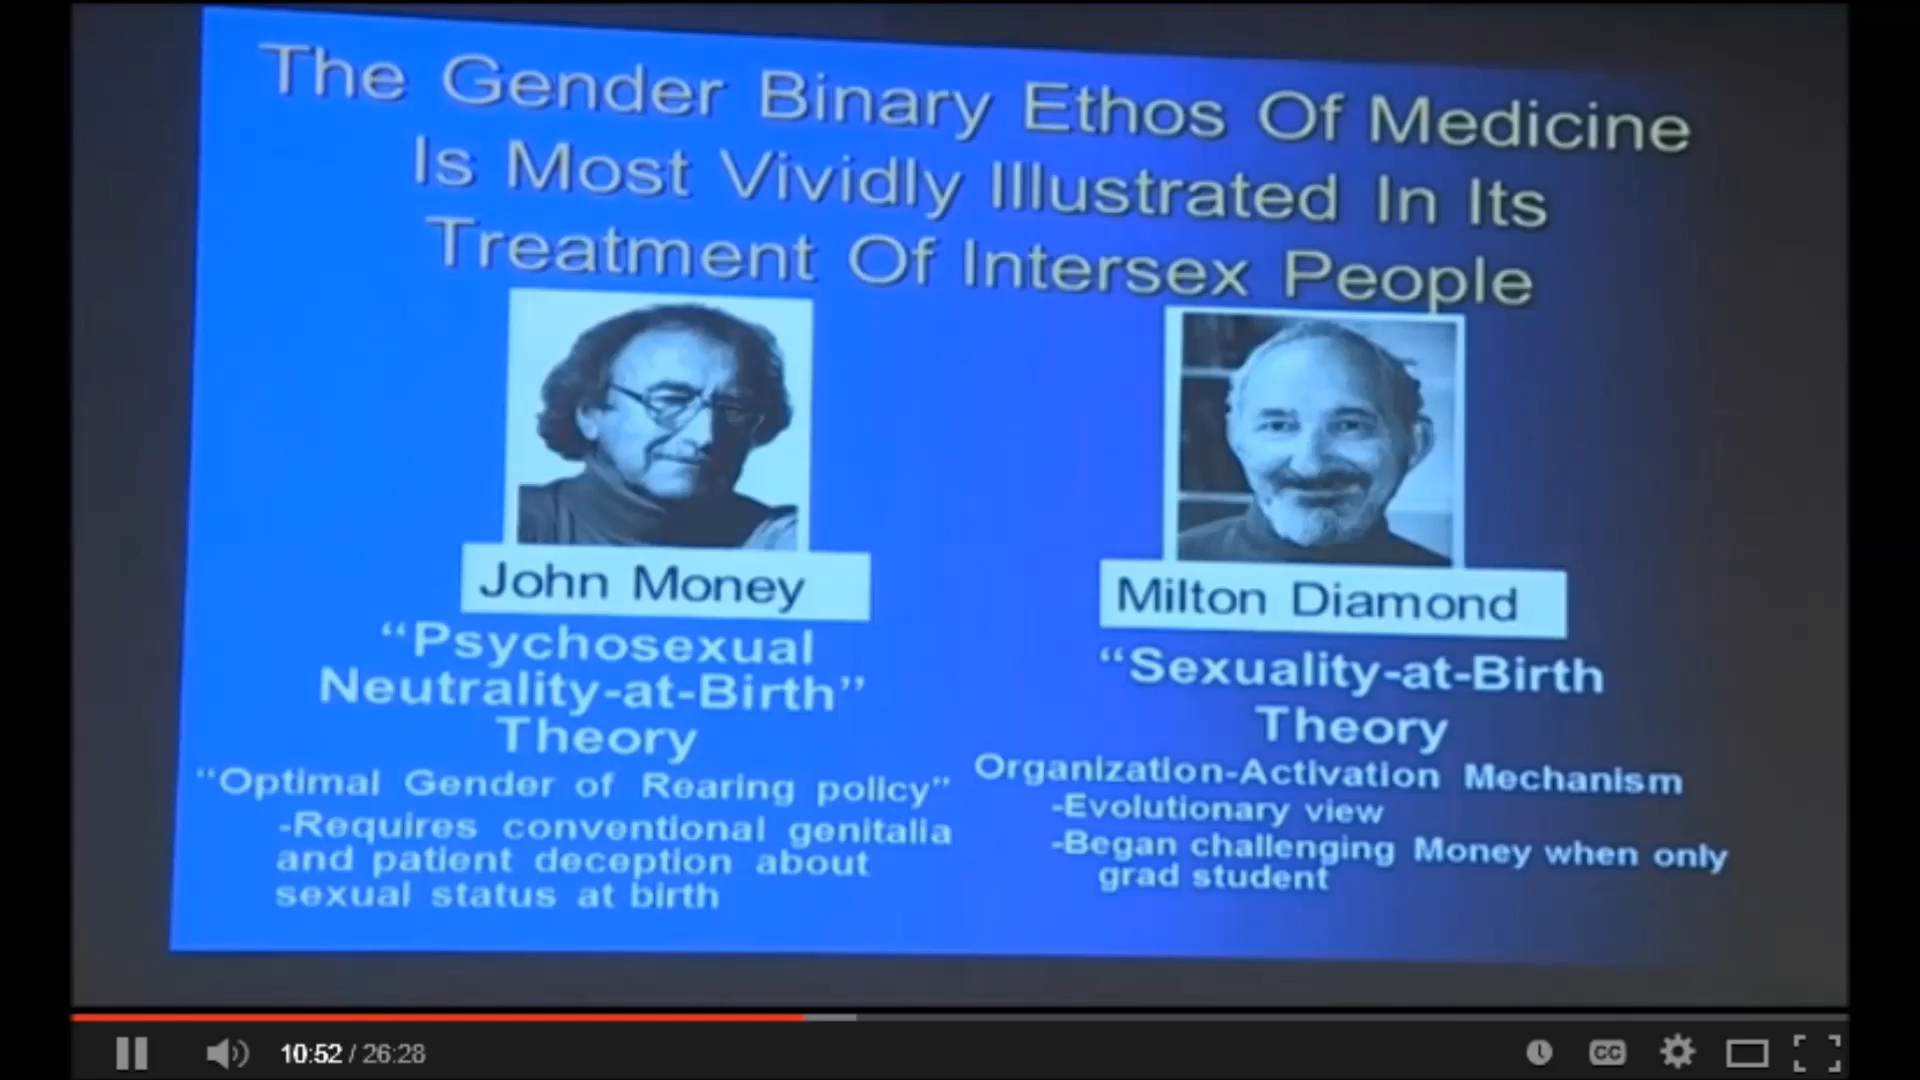 The Gender Binary Ethos Of Medicine
Is Most Vividly Illustrated In Its
Treatment Of Intersex People
John Money
"Psychosexual
Neutrality-at-Birth"
Theory
"Optimal Gender of Rearing policy"
-Requires conventional genitalia
and patient deception about
sexual status at birth
Milton Diamond
"Sexuality-at-Birth
Theory
Organization-Activation Mechanism
-Evolutionary view
-Began challenging Money when only
grad student
10:52 / 26:28
CC